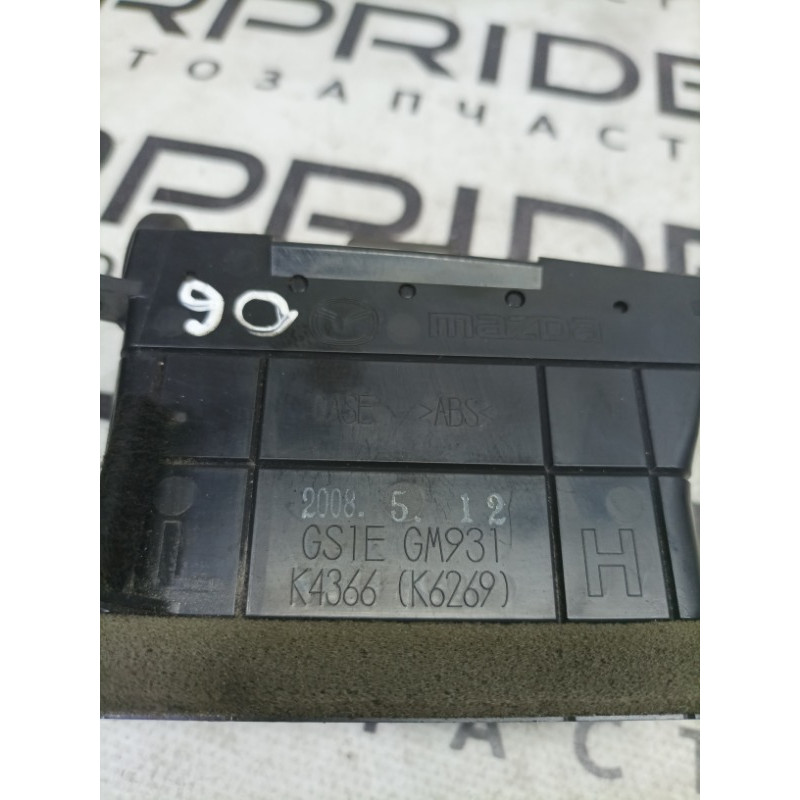 RPRIDE
ТОЗАПЧАСТ
RPRIDE
90
mazda
>ABS<
2008. 5. 12
GS1E GM931
K4366 (K6269)
H